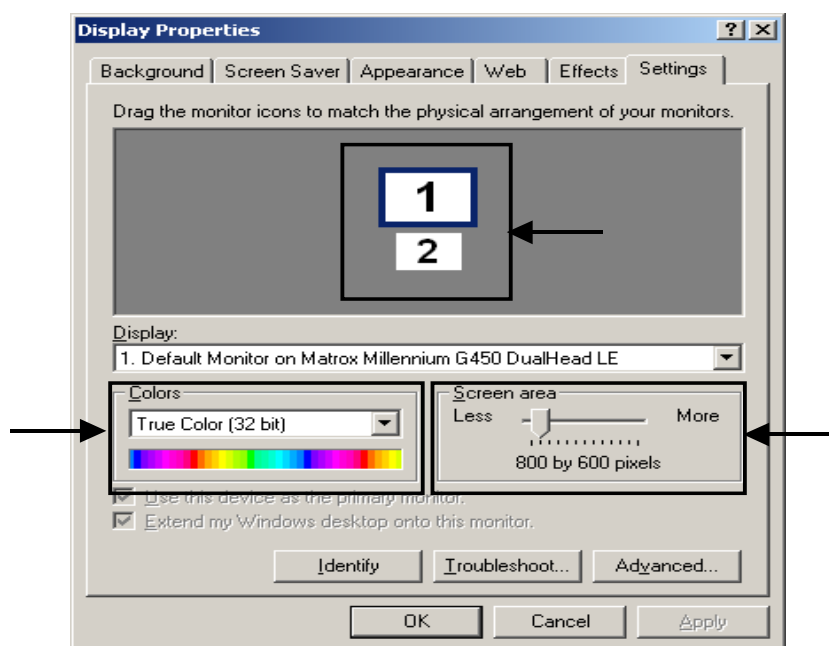 Display Properties
? X
Background Screen Saver Appearance Web Effects Settings
Drag the monitor icons to match the physical arrangement of your monitors.
1
2
Display:
1. Default Monitor on Matrox Millennium G450 DualHead LE
Colors Screen area
True Color (32 bit) Less More
800 by 600 pixels
Use this device as the primary monitor.
Extend my Windows desktop onto this monitor.
Identify Troubleshoot... Advanced...
OK Cancel Apply